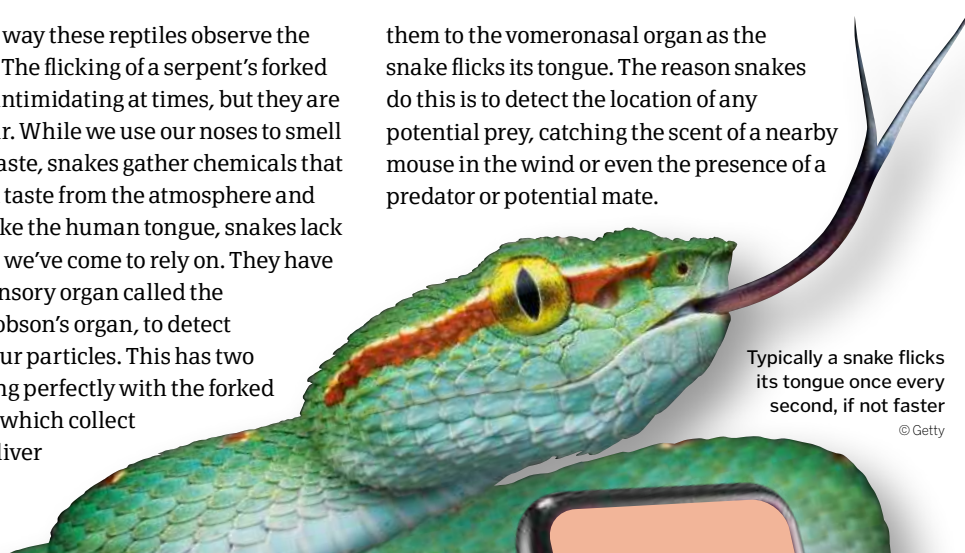 way these reptiles observe the
The flicking of a serpent’s forked
intimidating at times, but they are
r. While we use our noses to smell
aste, snakes gather chemicals that
taste from the atmosphere and
ke the human tongue, snakes lack
we’ve come to rely on. They have
nsory organ called the
obson’s organ, to detect
ur particles. This has two
ng perfectly with the forked
which collect
liver
them to the vomeronasal organ as the
snake flicks its tongue. The reason snakes
do this is to detect the location of any
potential prey, catching the scent of a nearby
mouse in the wind or even the presence of a
predator or potential mate.
Typically a snake flicks
its tongue once every
second, if not faster
© Getty